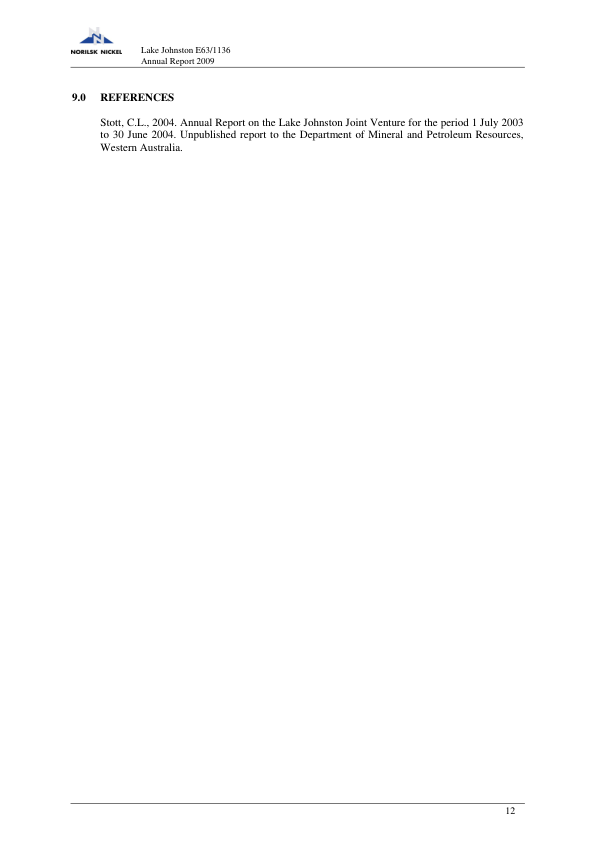 NORILSK NICKEL
Lake Johnston E63/1136
Annual Report 2009
9.0 REFERENCES
Stott, C.L., 2004. Annual Report on the Lake Johnston Joint Venture for the period 1 July 2003
to 30 June 2004. Unpublished report to the Department of Mineral and Petroleum Resources,
Western Australia.
12